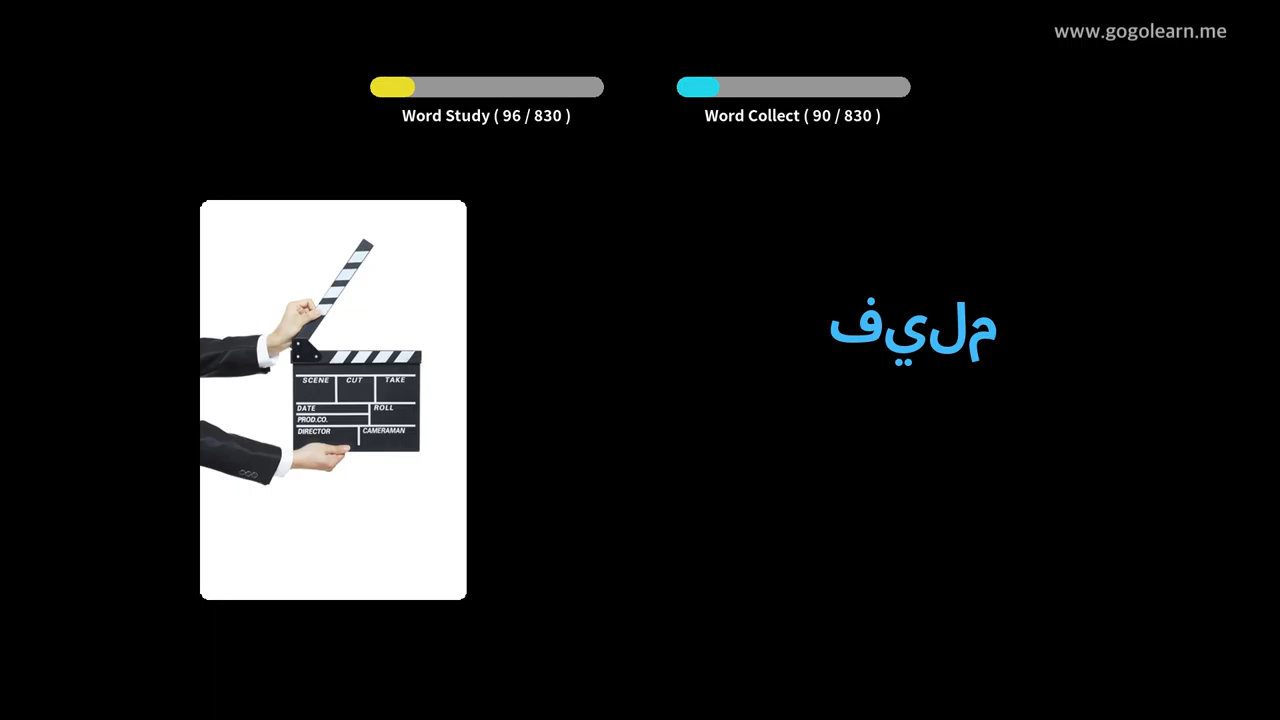 www.gogolearn.me
Word Study ( 96 / 830 )
Word Collect ( 90 / 830 )
SCENE CUT TAKE
DATE ROLL
PROD.CO.
DIRECTOR CAMERAMAN
مليف